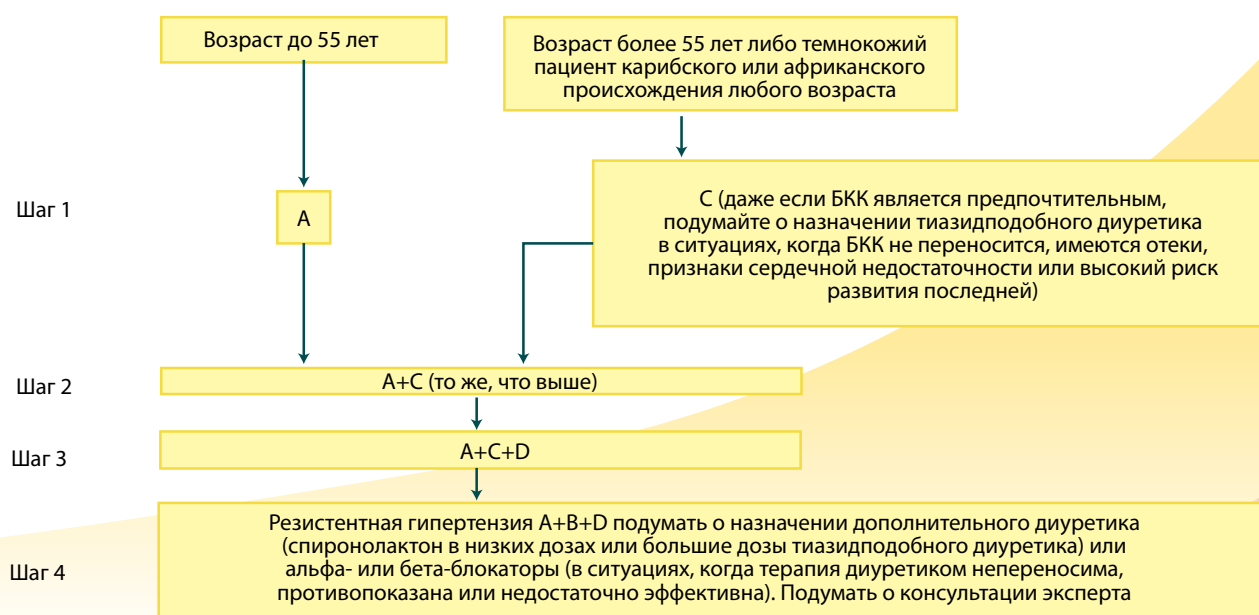 Возраст до 55 лет
Возраст более 55 лет либо темнокожий
пациент карибского или африканского
происхождения любого возраста
Шаг 1
А
С (даже если БКК является предпочтительным,
подумайте о назначении тиазидподобного диуретика
в ситуациях, когда БКК не переносится, имеются отеки,
признаки сердечной недостаточности или высокий риск
развития последней)
Шаг 2
А+С (то же, что выше)
Шаг 3
A+C+D
Шаг 4
Резистентная гипертензия A+B+D подумать о назначении дополнительного диуретика
(спиронолактон в низких дозах или большие дозы тиазидподобного диуретика) или
альфа- или бета-блокаторы (в ситуациях, когда терапия диуретиком непереносима,
противопоказана или недостаточно эффективна). Подумать о консультации эксперта